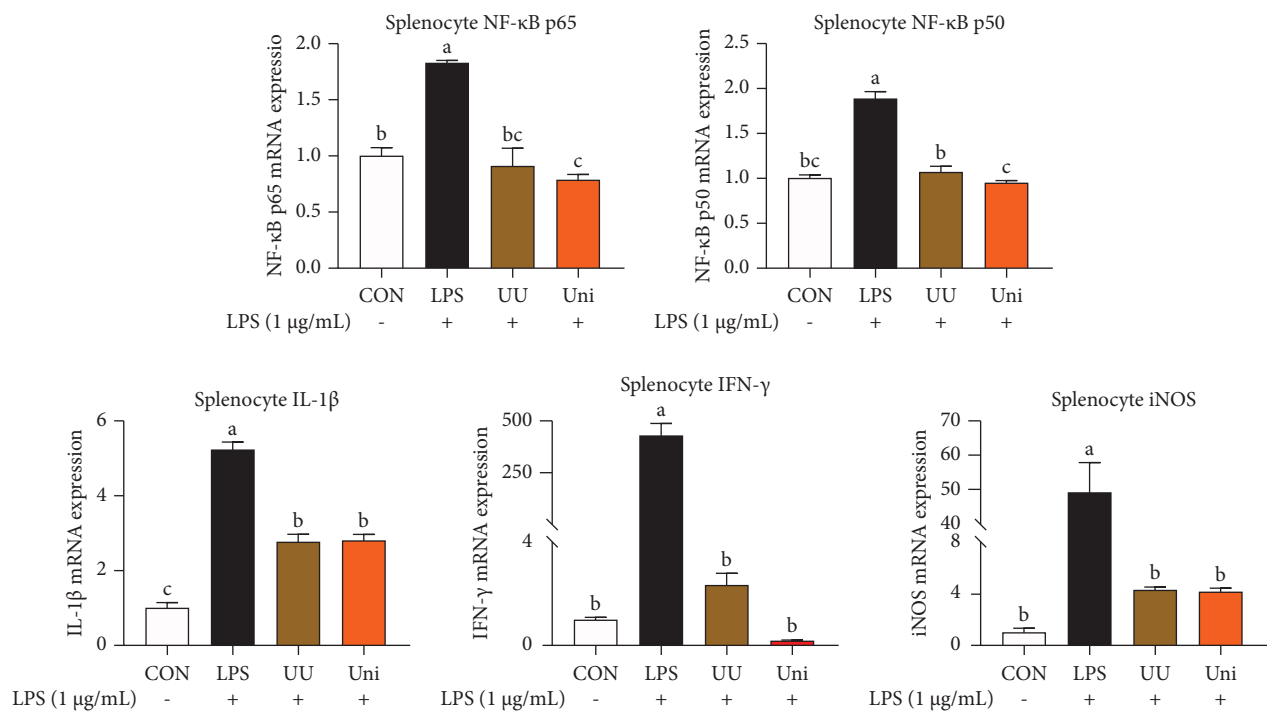 Splenocyte NF-κB p65
NF-κB p65 mRNA expressio
2.0
1.5
1.0
0.5
0.0
b
a
bc
c
CON LPS UU Uni
LPS (1 μg/mL) - + + +
Splenocyte NF-κB p50
NF-κB p50 mRNA expression
2.5
2.0
1.5
1.0
0.5
0.0
bc
a
b
c
CON LPS UU Uni
LPS (1 μg/mL) - + + +
Splenocyte IL-1β
IL-1β mRNA expression
6
4
2
0
c
a
b
b
CON LPS UU Uni
LPS (1 μg/mL) - + + +
Splenocyte IFN-γ
IFN-γ mRNA expression
500
250
4
0
b
a
b
b
CON LPS UU Uni
LPS (1 μg/mL) - + + +
Splenocyte iNOS
iNOS mRNA expression
70
60
50
40
8
4
0
b
a
b
b
CON LPS UU Uni
LPS (1 μg/mL) - + + +